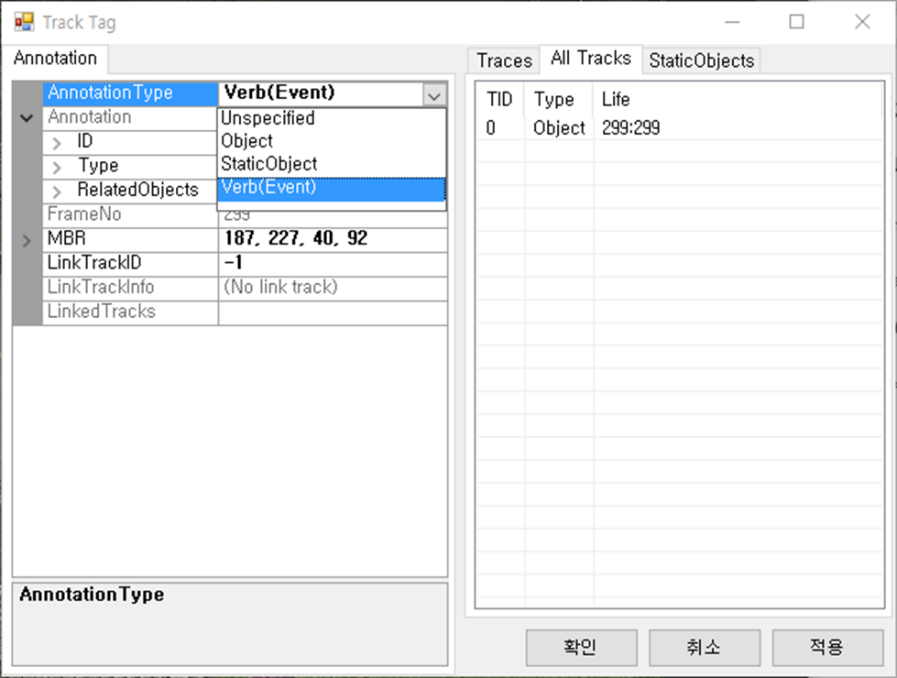 Track Tag
Annotation
AnnotationType Verb(Event)
Annotation Unspecified
ID Object
Type StaticObject
RelatedObjects Verb(Event)
FrameNo 299
MBR 187, 227, 40, 92
LinkTrackID -1
LinkTrackInfo (No link track)
LinkedTracks
AnnotationType
Traces All Tracks StaticObjects
TID Type Life
0 Object 299:299
확인 취소 적용